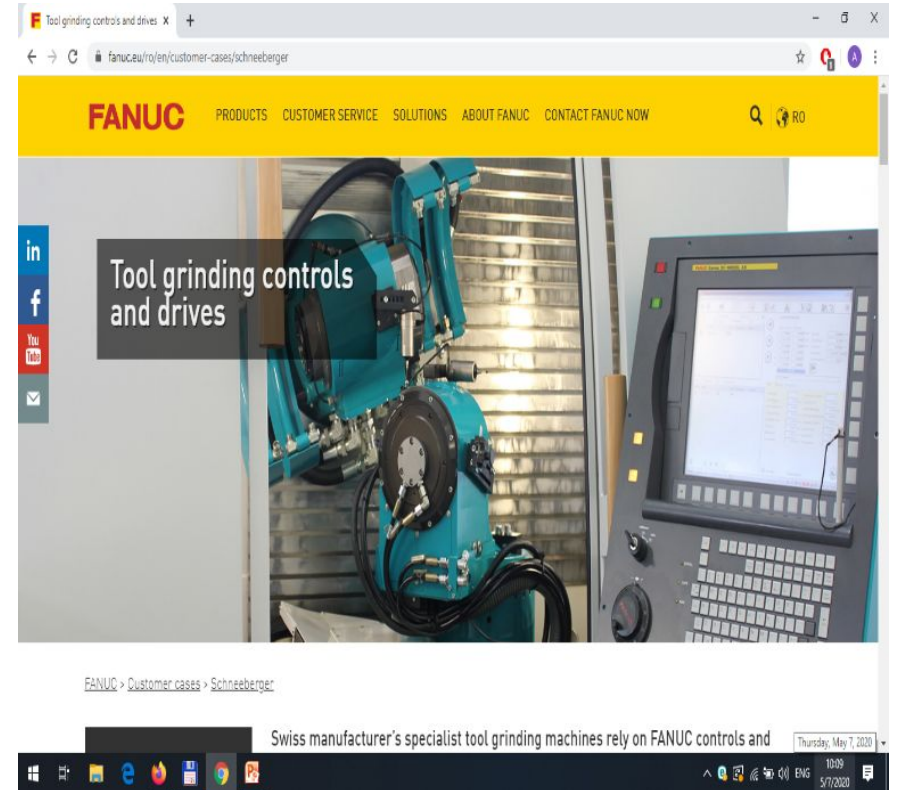 Tool grinding controls and drives
fanuc.eu/ro/en/customer-cases/schneeberger
A
FANUC
PRODUCTS CUSTOMER SERVICE SOLUTIONS ABOUT FANUC CONTACT FANUC NOW
RO
in
f
You
Tube
Tool grinding controls
and drives
FANUC > Customer cases > Schneeberger
Swiss manufacturer's specialist tool grinding machines rely on FANUC controls and
Thursday, May 7, 2020
ENG
10:09
5/7/2020